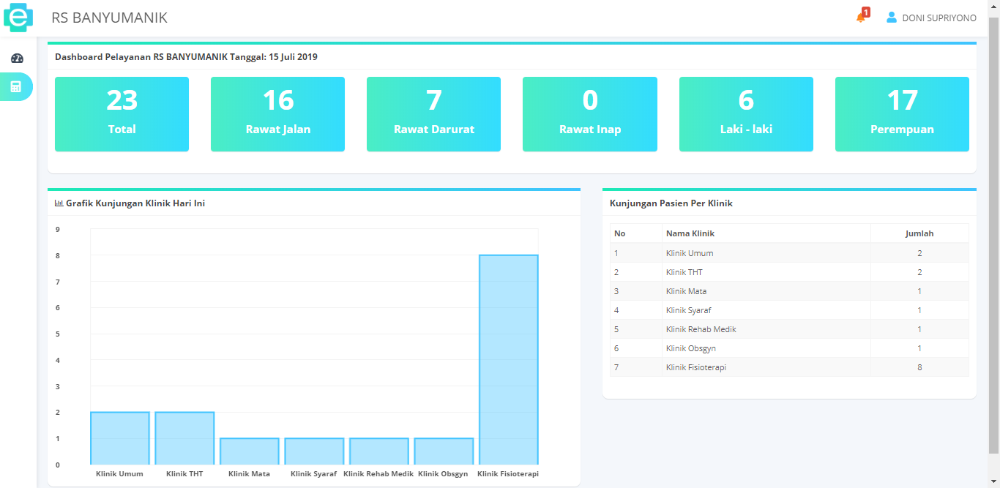 e
RS BANYUMANIK
1
DONI SUPRIYONO
Dashboard Pelayanan RS BANYUMANIK Tanggal: 15 Juli 2019
23
Total
16
Rawat Jalan
7
Rawat Darurat
0
Rawat Inap
6
Laki - laki
17
Perempuan
Grafik Kunjungan Klinik Hari Ini
9
8
7
6
5
4
3
2
1
0
Klinik Umum Klinik THT Klinik Mata Klinik Syaraf Klinik Rehab Medik Klinik Obsgyn Klinik Fisioterapi
Kunjungan Pasien Per Klinik
No Nama Klinik Jumlah
1 Klinik Umum 2
2 Klinik THT 2
3 Klinik Mata 1
4 Klinik Syaraf 1
5 Klinik Rehab Medik 1
6 Klinik Obsgyn 1
7 Klinik Fisioterapi 8